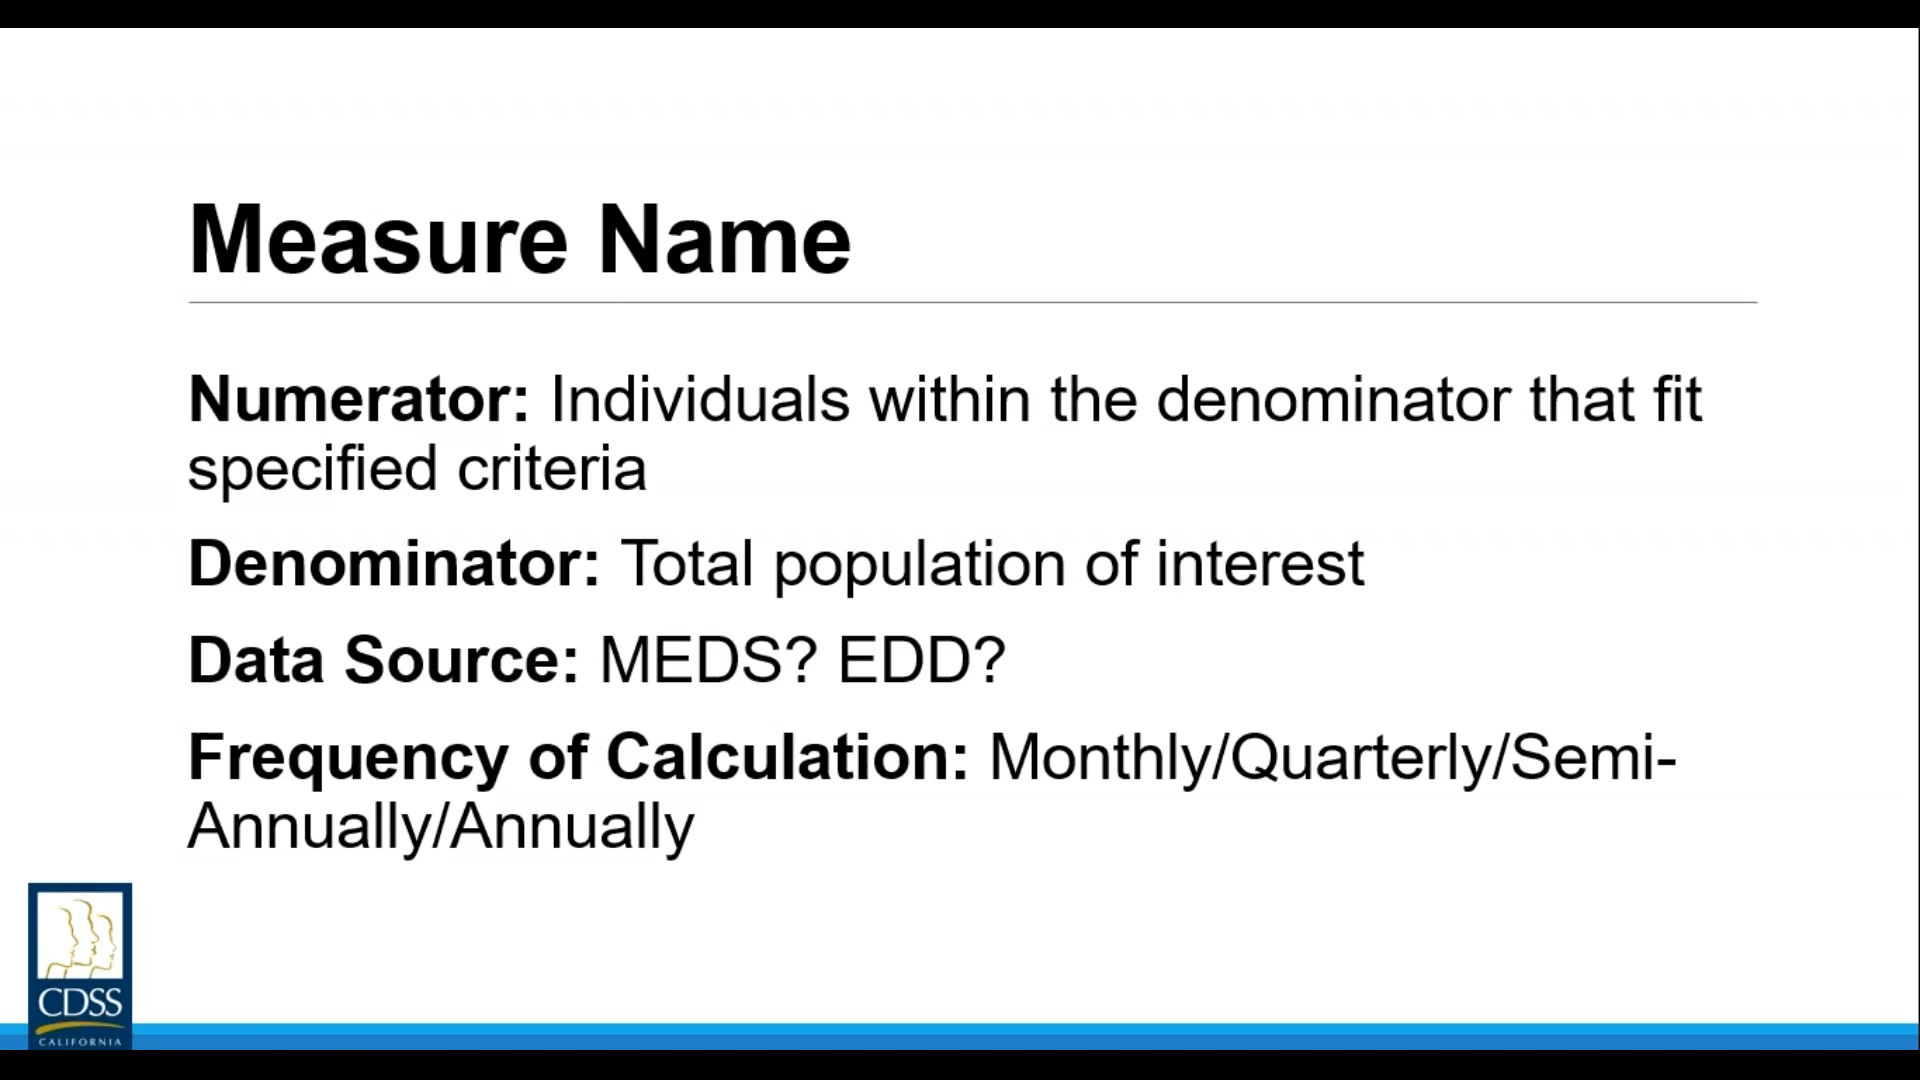 Measure Name
Numerator: Individuals within the denominator that fit
specified criteria
Denominator: Total population of interest
Data Source: MEDS? EDD?
Frequency of Calculation: Monthly/Quarterly/Semi-
Annually/Annually
CDSS
CALIFORNIA